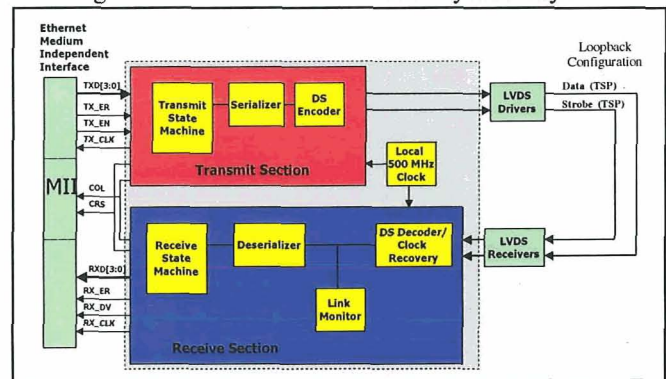 Ethernet
Medium
Independent
Interface
TXD[3:0]
TX_ER
TX_EN
TX_CLK
MII
COL
CRS
RXD[3:0]
RX_ER
RX_DV
RX_CLK
Transmit
State
Machine
Serializer
DS
Encoder
Transmit Section
Local
500 MHz
Clock
Receive
State
Machine
Deserializer
DS Decoder/
Clock
Recovery
Link
Monitor
Receive Section
LVDS
Drivers
LVDS
Receivers
Loopback
Configuration
Data (TSP)
Strobe (TSP)